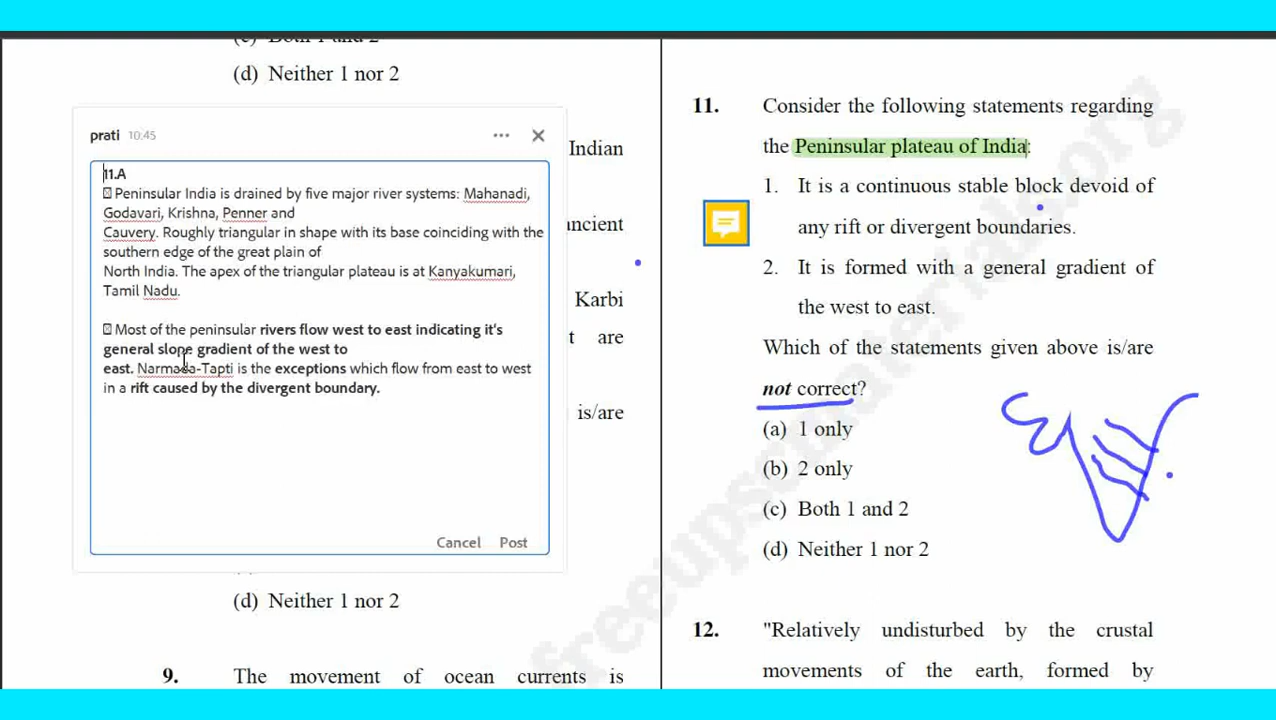 (d) Neither 1 nor 2
Indian
ncient
Karbi
t are
is/are
prati 10:45
11.A
Peninsular India is drained by five major river systems: Mahanadi,
Godavari, Krishna, Penner and
Cauvery. Roughly triangular in shape with its base coinciding with the
southern edge of the great plain of
North India. The apex of the triangular plateau is at Kanyakumari,
Tamil Nadu.
Most of the peninsular rivers flow west to east indicating it's
general slope gradient of the west to
east. Narmada-Tapti is the exceptions which flow from east to west
in a rift caused by the divergent boundary.
Cancel Post
(d) Neither 1 nor 2
9. The movement of ocean currents is
11. Consider the following statements regarding
the Peninsular plateau of India:
1. It is a continuous stable block devoid of
any rift or divergent boundaries.
2. It is formed with a general gradient of
the west to east.
Which of the statements given above is/are
not correct?
(a) 1 only
(b) 2 only
(c) Both 1 and 2
(d) Neither 1 nor 2
12. "Relatively undisturbed by the crustal
movements of the earth, formed by
freeupscmaterials.org